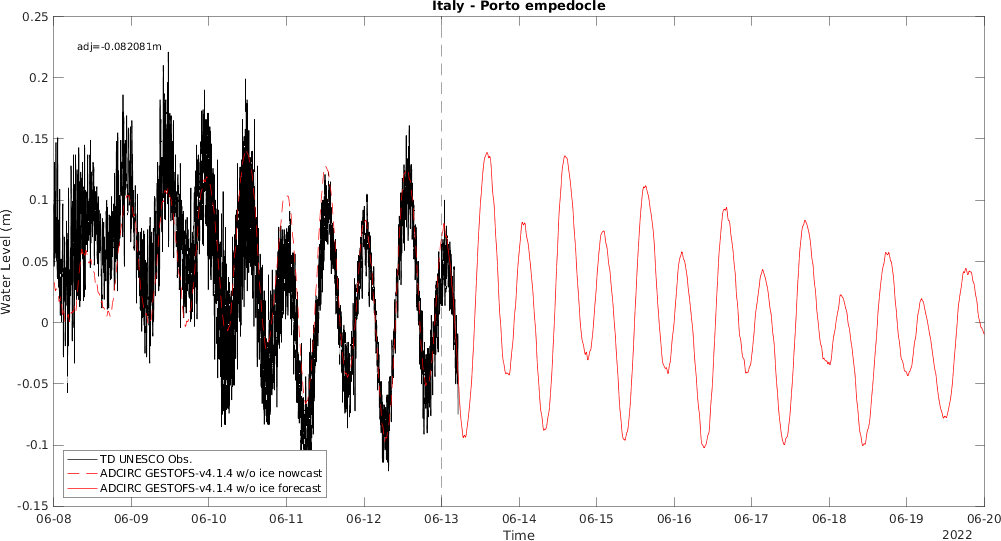 Italy - Porto empedocle
adj=-0.082081m
Water Level (m)
0.25
0.2
0.15
0.1
0.05
0
-0.05
-0.1
-0.15
TD UNESCO Obs.
ADCIRC GESTOFS-v4.1.4 w/o ice nowcast
ADCIRC GESTOFS-v4.1.4 w/o ice forecast
06-08 06-09 06-10 06-11 06-12 06-13 06-14 06-15 06-16 06-17 06-18 06-19 06-20
Time
2022